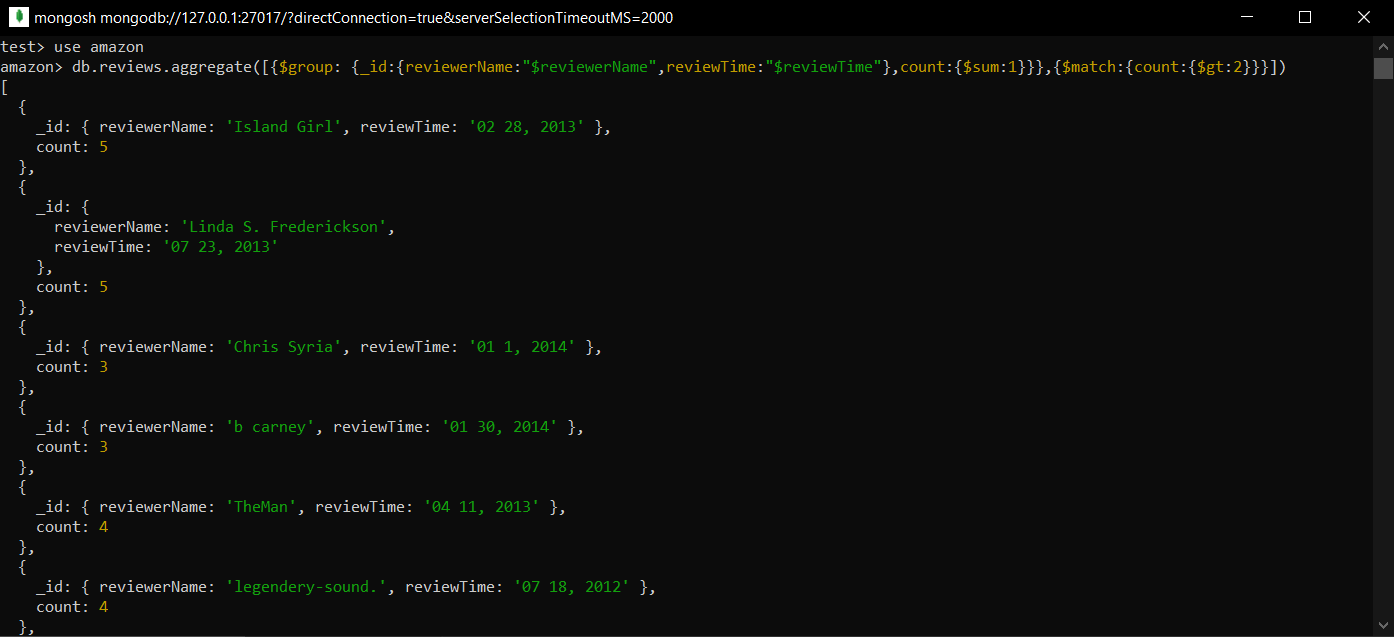 mongosh mongodb://127.0.0.1:27017/?directConnection=true&serverSelectionTimeoutMS=2000
test> use amazon
amazon> db.reviews.aggregate([{$group: {_id:{reviewerName:"$reviewerName",reviewTime:"$reviewTime"},count:{$sum:1}}},{$match:{count:{$gt:2}}}])
[
  {
    _id: { reviewerName: 'Island Girl', reviewTime: '02 28, 2013' },
    count: 5
  },
  {
    _id: {
      reviewerName: 'Linda S. Frederickson',
      reviewTime: '07 23, 2013'
    },
    count: 5
  },
  {
    _id: { reviewerName: 'Chris Syria', reviewTime: '01 1, 2014' },
    count: 3
  },
  {
    _id: { reviewerName: 'b carney', reviewTime: '01 30, 2014' },
    count: 3
  },
  {
    _id: { reviewerName: 'TheMan', reviewTime: '04 11, 2013' },
    count: 4
  },
  {
    _id: { reviewerName: 'legendery-sound.', reviewTime: '07 18, 2012' },
    count: 4
  },